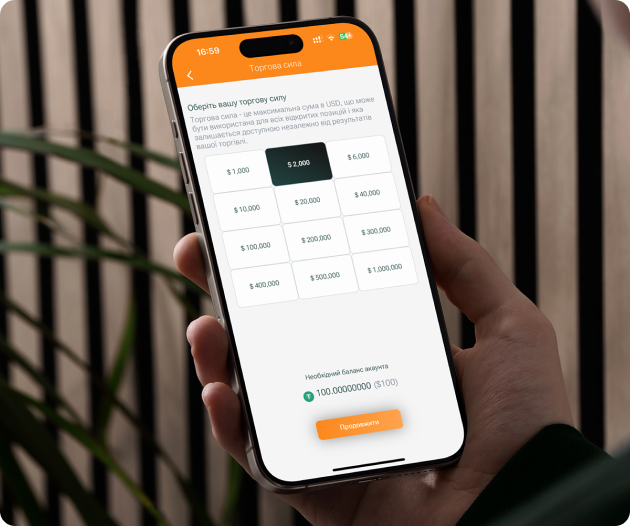 16:59
54
Торгова сила
Оберіть вашу торгову силу
Торгова сила - це максимальна сума в USD, що може
бути використана для всіх відкритих позицій і яка
залишається доступною незалежно від результатів
вашої торгівлі.
$ 1,000 $ 2,000 $ 6,000
$ 10,000 $ 20,000 $ 40,000
$ 100,000 $ 200,000 $ 300,000
$ 400,000 $ 500,000 $ 1,000,000
Необхідний баланс акаунта
100.00000000 ($100)
Продовжити